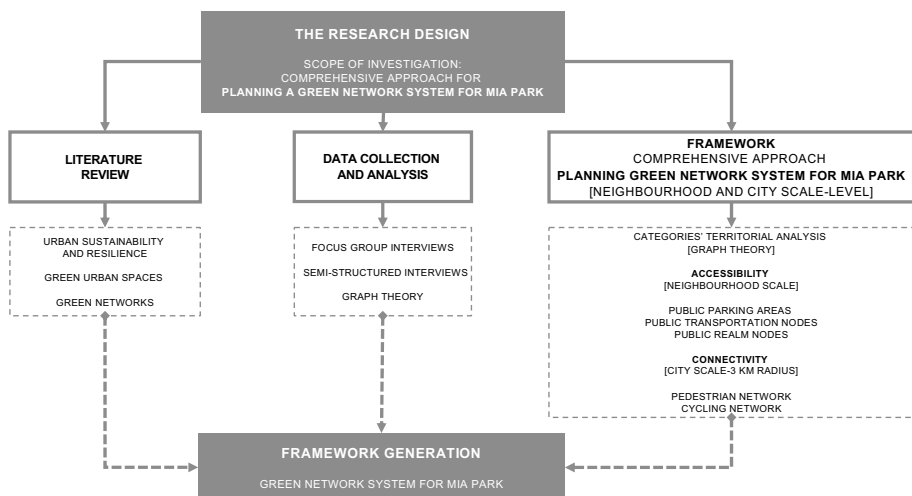 THE RESEARCH DESIGN
SCOPE OF INVESTIGATION:
COMPREHENSIVE APPROACH FOR
PLANNING A GREEN NETWORK SYSTEM FOR MIA PARK
LITERATURE
REVIEW
URBAN SUSTAINABILITY
AND RESILIENCE
GREEN URBAN SPACES
GREEN NETWORKS
DATA COLLECTION
AND ANALYSIS
FOCUS GROUP INTERVIEWS
SEMI-STRUCTURED INTERVIEWS
GRAPH THEORY
FRAMEWORK
COMPREHENSIVE APPROACH
PLANNING GREEN NETWORK SYSTEM FOR MIA PARK
[NEIGHBOURHOOD AND CITY SCALE-LEVEL]
CATEGORIES' TERRITORIAL ANALYSIS
[GRAPH THEORY]
ACCESSIBILITY
[NEIGHBOURHOOD SCALE]
PUBLIC PARKING AREAS
PUBLIC TRANSPORTATION NODES
PUBLIC REALM NODES
CONNECTIVITY
[CITY SCALE-3 KM RADIUS]
PEDESTRIAN NETWORK
CYCLING NETWORK
FRAMEWORK GENERATION
GREEN NETWORK SYSTEM FOR MIA PARK